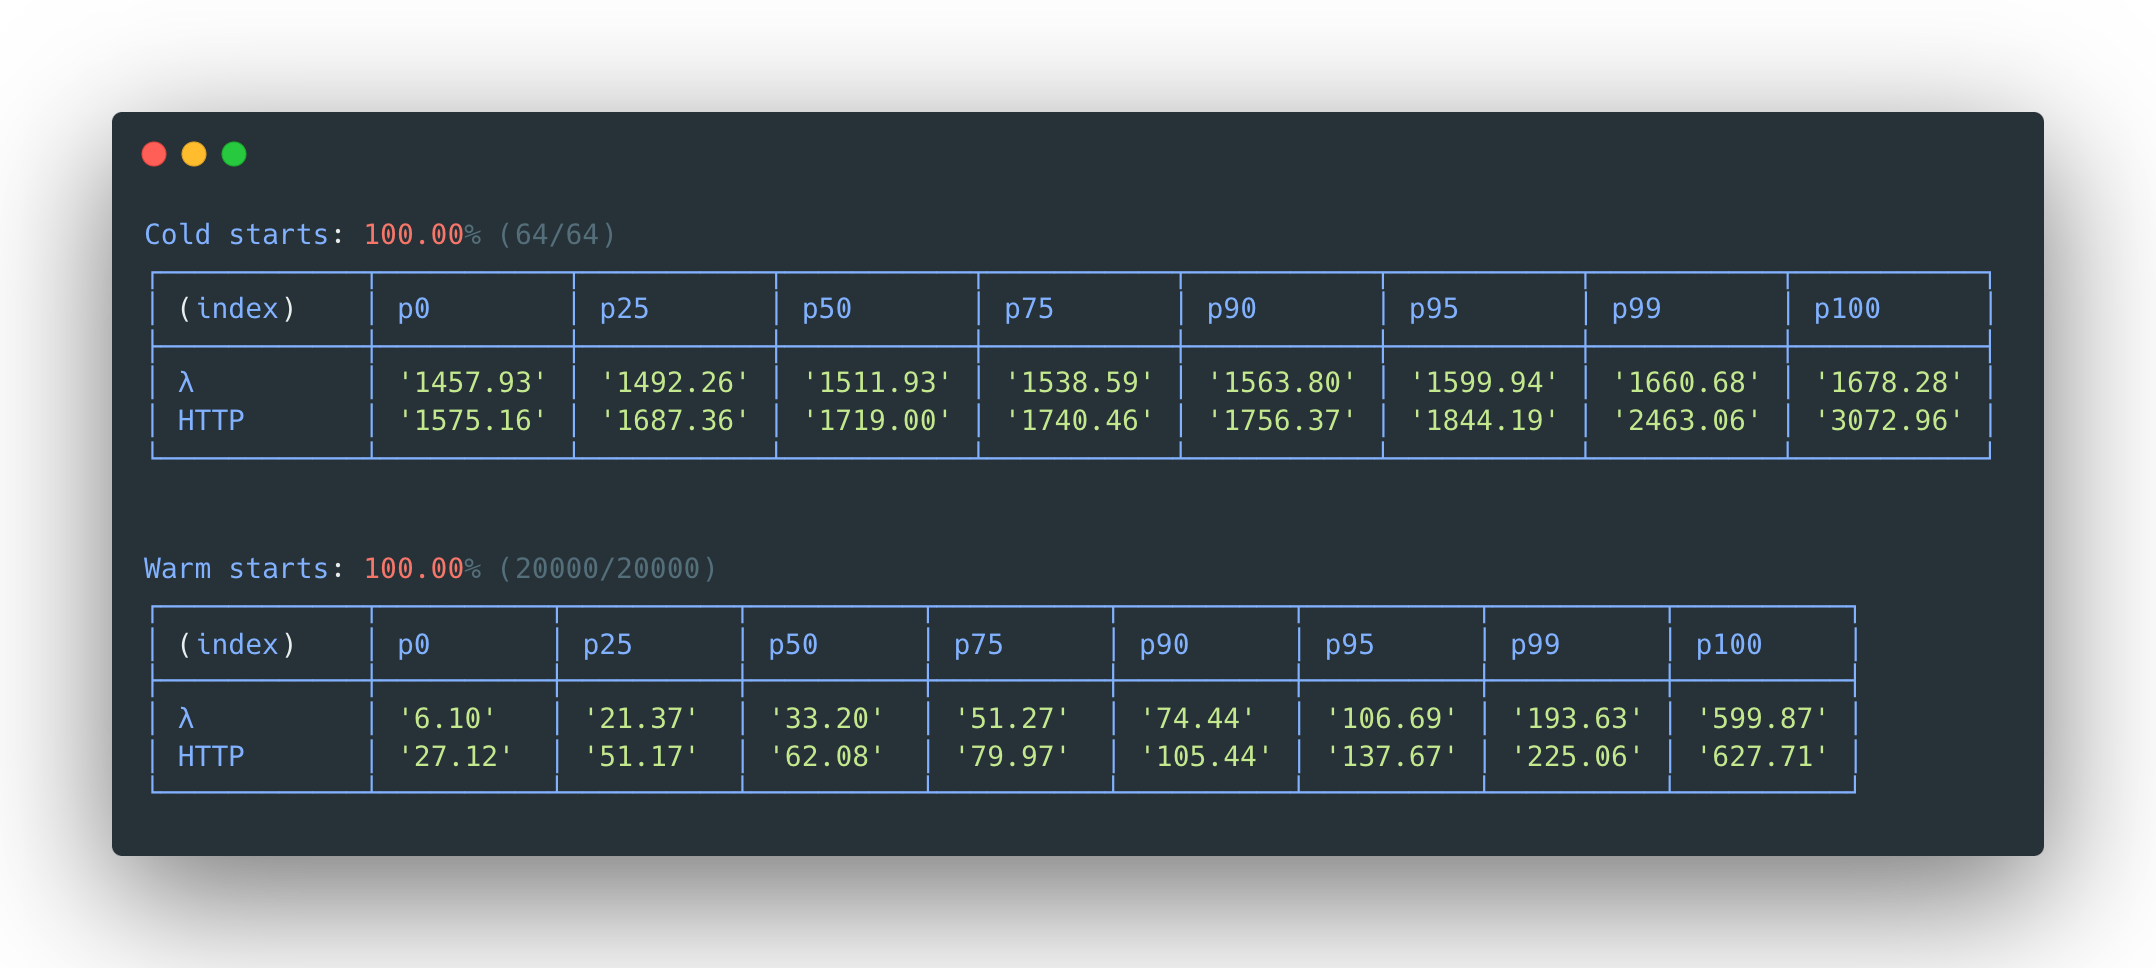 Cold starts: 100.00% (64/64)
(index) p0 p25 p50 p75 p90 p95 p99 p100
λ '1457.93' '1492.26' '1511.93' '1538.59' '1563.80' '1599.94' '1660.68' '1678.28'
HTTP '1575.16' '1687.36' '1719.00' '1740.46' '1756.37' '1844.19' '2463.06' '3072.96'
Warm starts: 100.00% (20000/20000)
(index) p0 p25 p50 p75 p90 p95 p99 p100
λ '6.10' '21.37' '33.20' '51.27' '74.44' '106.69' '193.63' '599.87'
HTTP '27.12' '51.17' '62.08' '79.97' '105.44' '137.67' '225.06' '627.71'